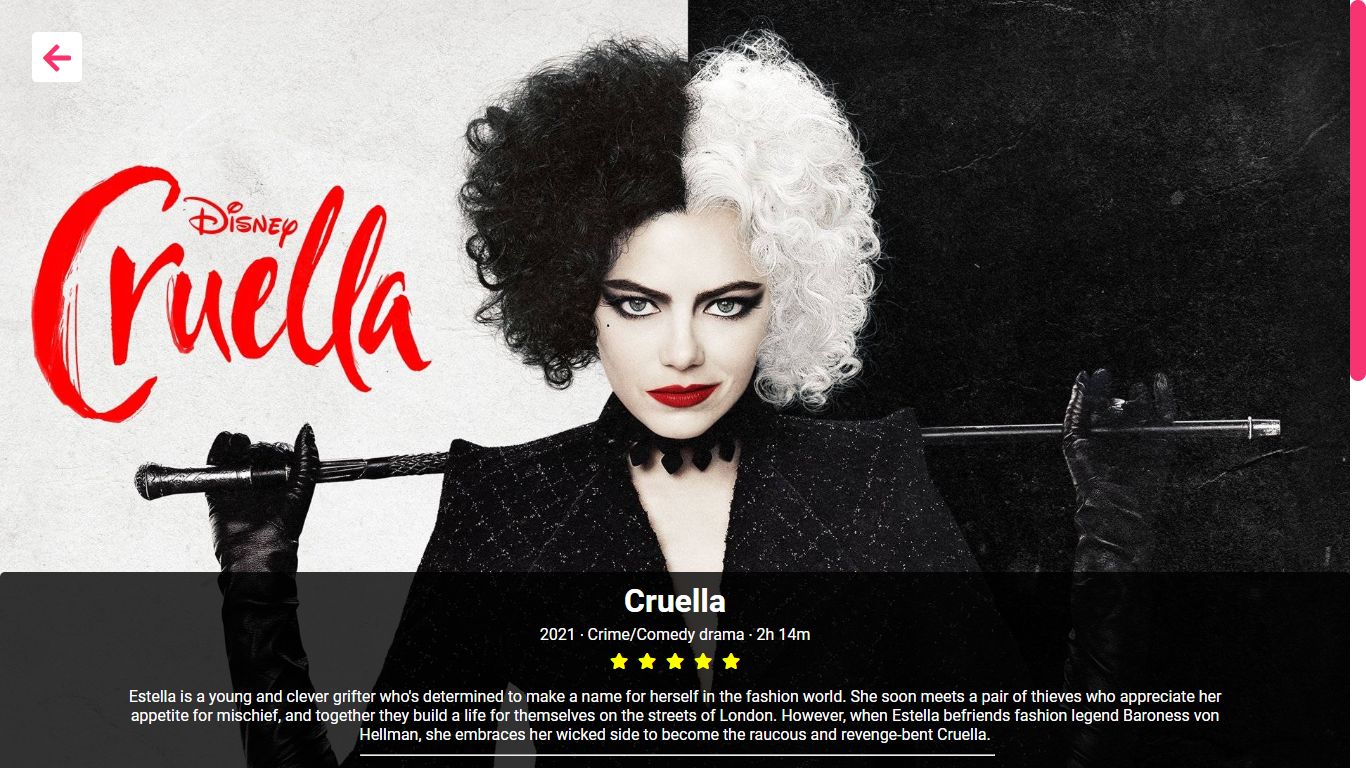 Disney
Cruella
Cruella
2021 · Crime/Comedy drama · 2h 14m
Estella is a young and clever grifter who's determined to make a name for herself in the fashion world. She soon meets a pair of thieves who appreciate her
appetite for mischief, and together they build a life for themselves on the streets of London. However, when Estella befriends fashion legend Baroness von
Hellman, she embraces her wicked side to become the raucous and revenge-bent Cruella.